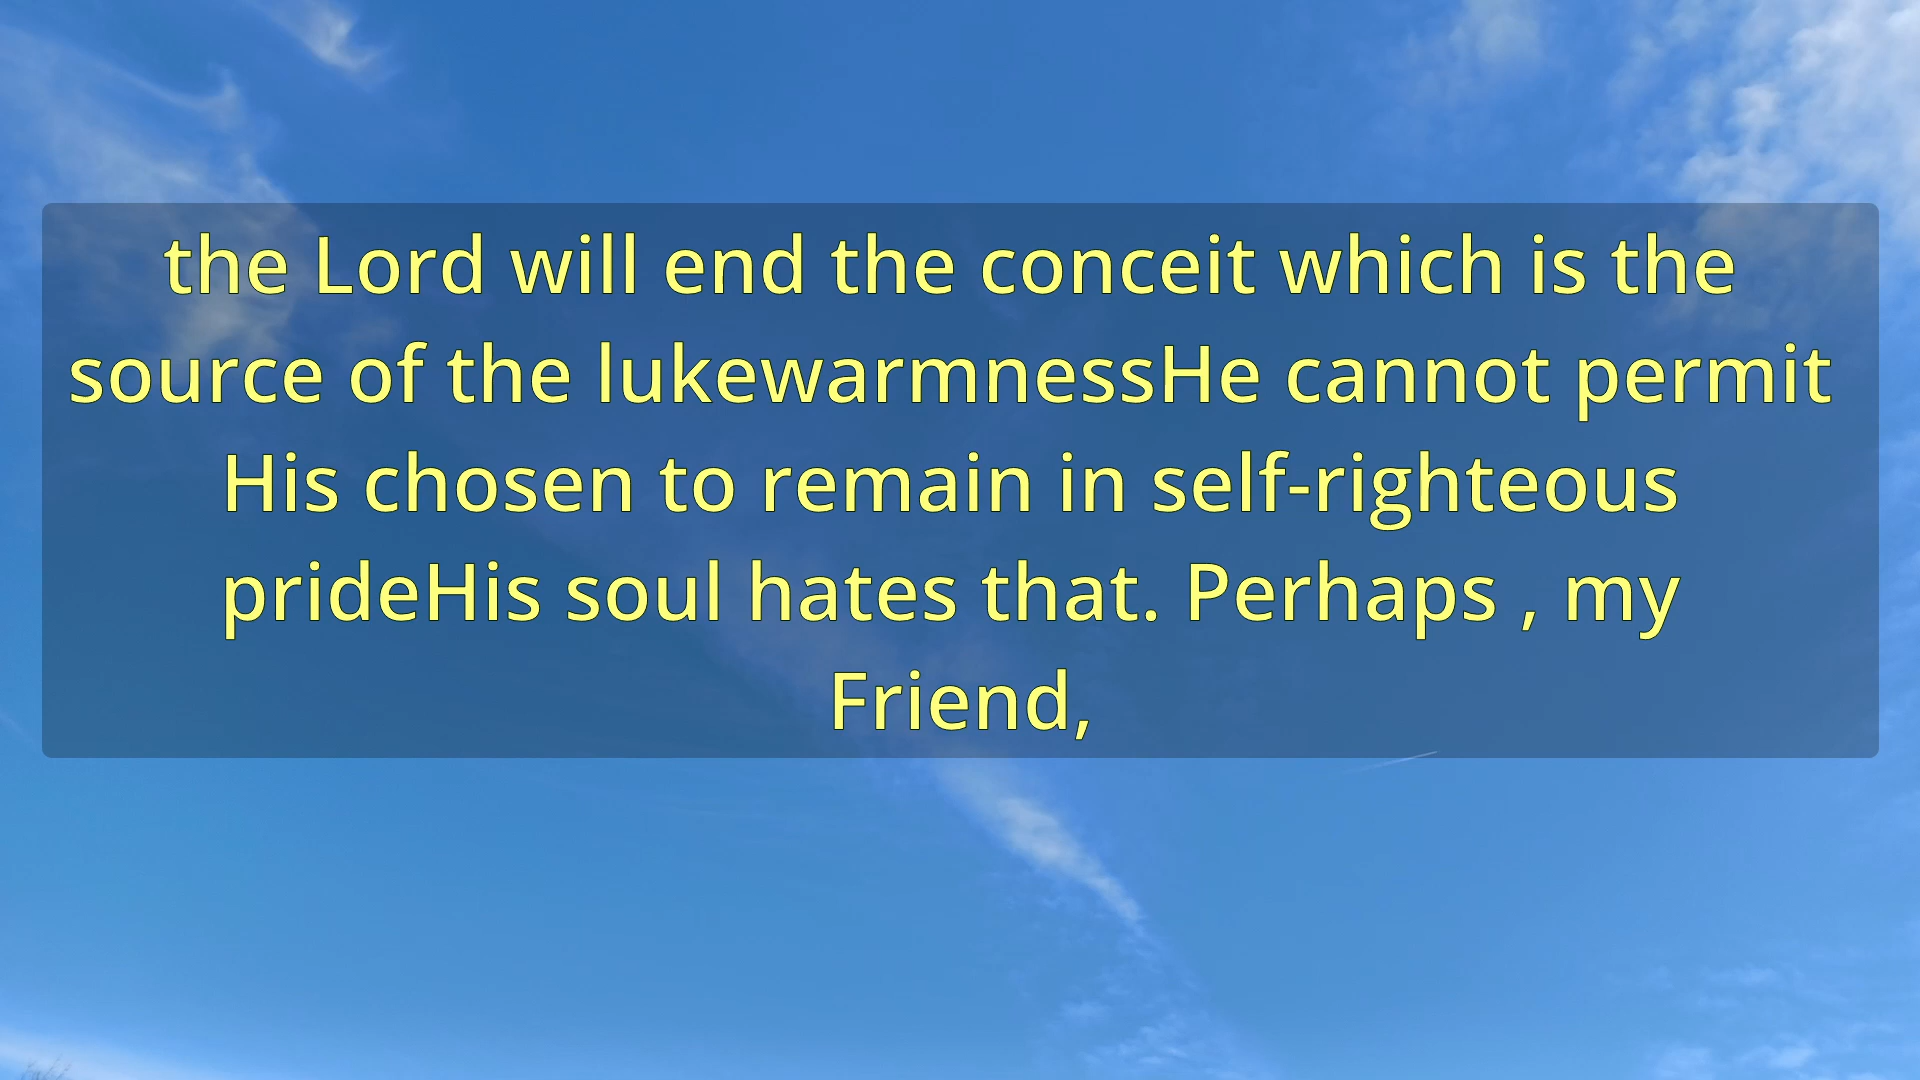 the Lord will end the conceit which is the
source of the lukewarmnessHe cannot permit
His chosen to remain in self-righteous
prideHis soul hates that. Perhaps , my
Friend,